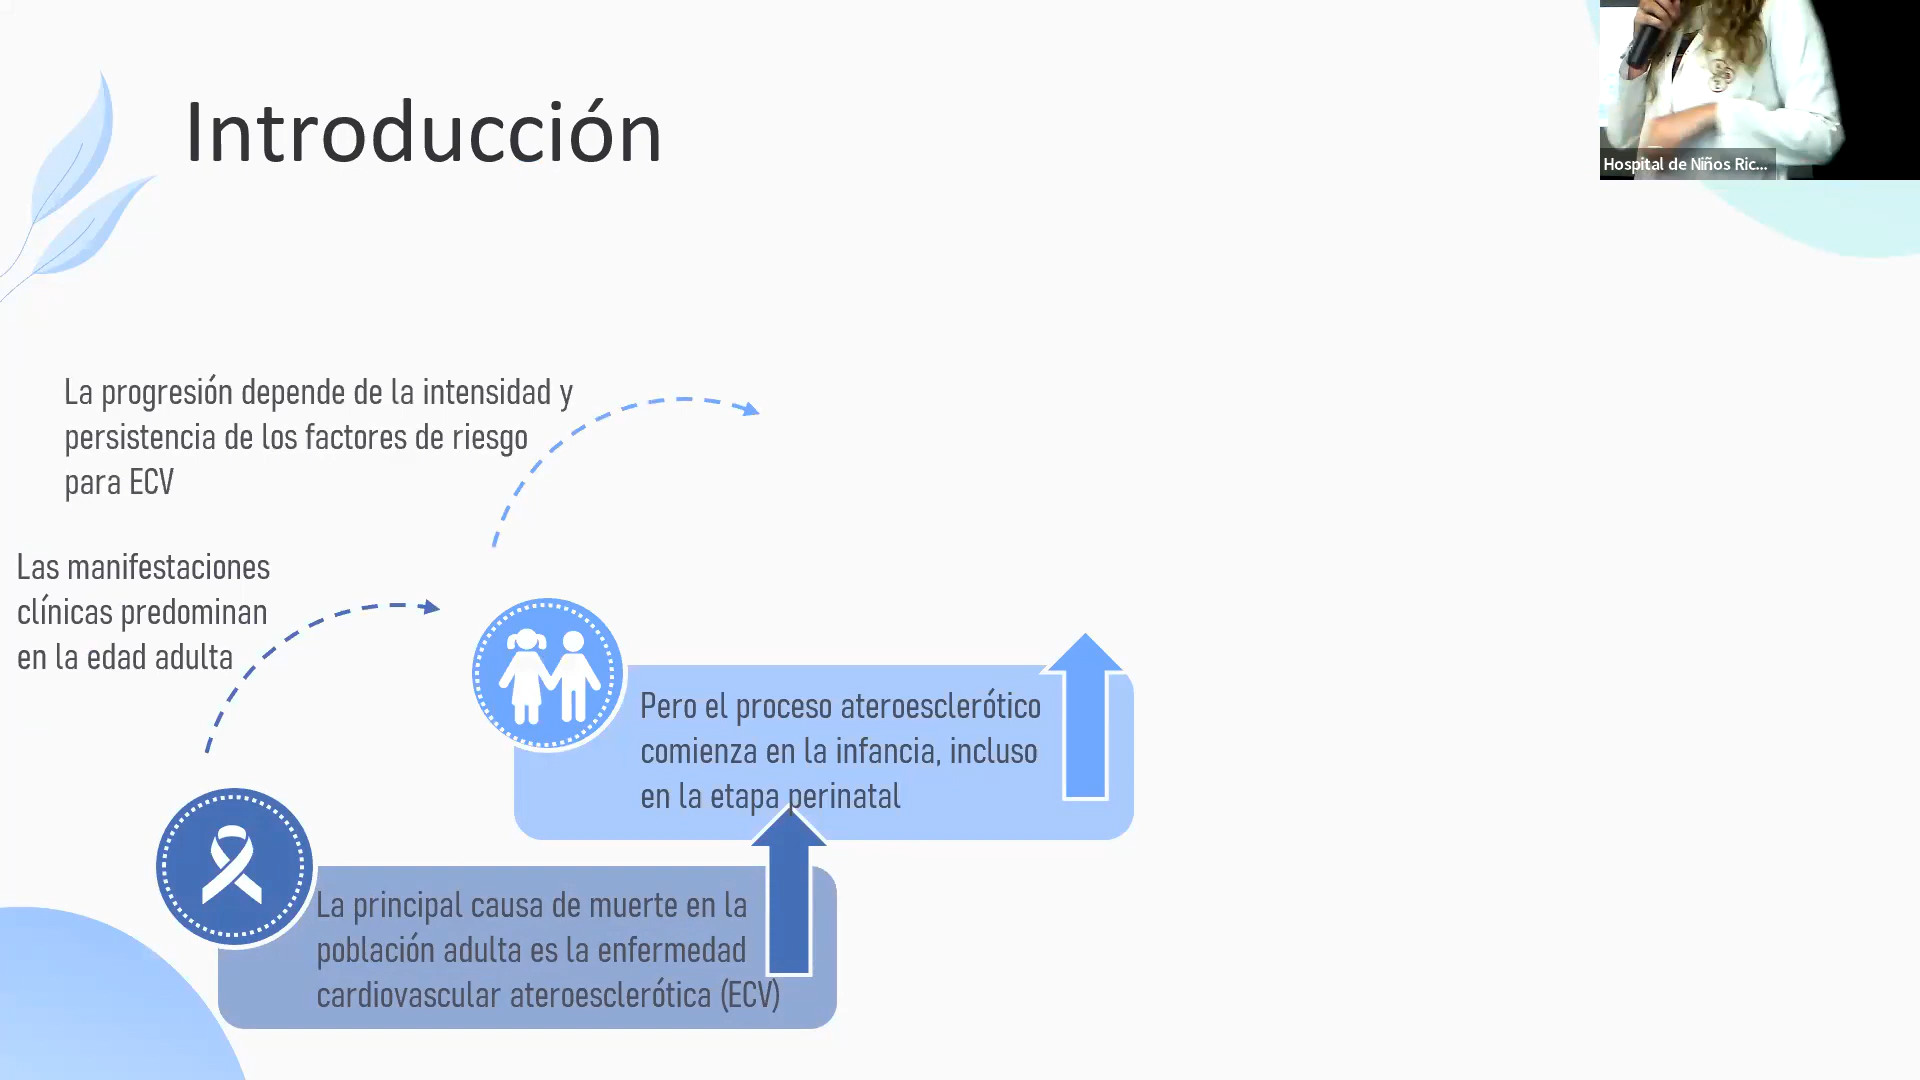 Introducción
Hospital de Niños Ric...
La progresión depende de la intensidad y
persistencia de los factores de riesgo
para ECV
Las manifestaciones
clínicas predominan
en la edad adulta
Pero el proceso ateroesclerótico
comienza en la infancia, incluso
en la etapa perinatal
La principal causa de muerte en la
población adulta es la enfermedad
cardiovascular ateroesclerótica (ECV)